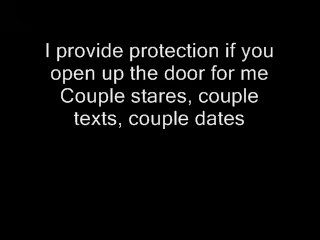 I provide protection if you
open up the door for me
Couple stares, couple
texts, couple dates